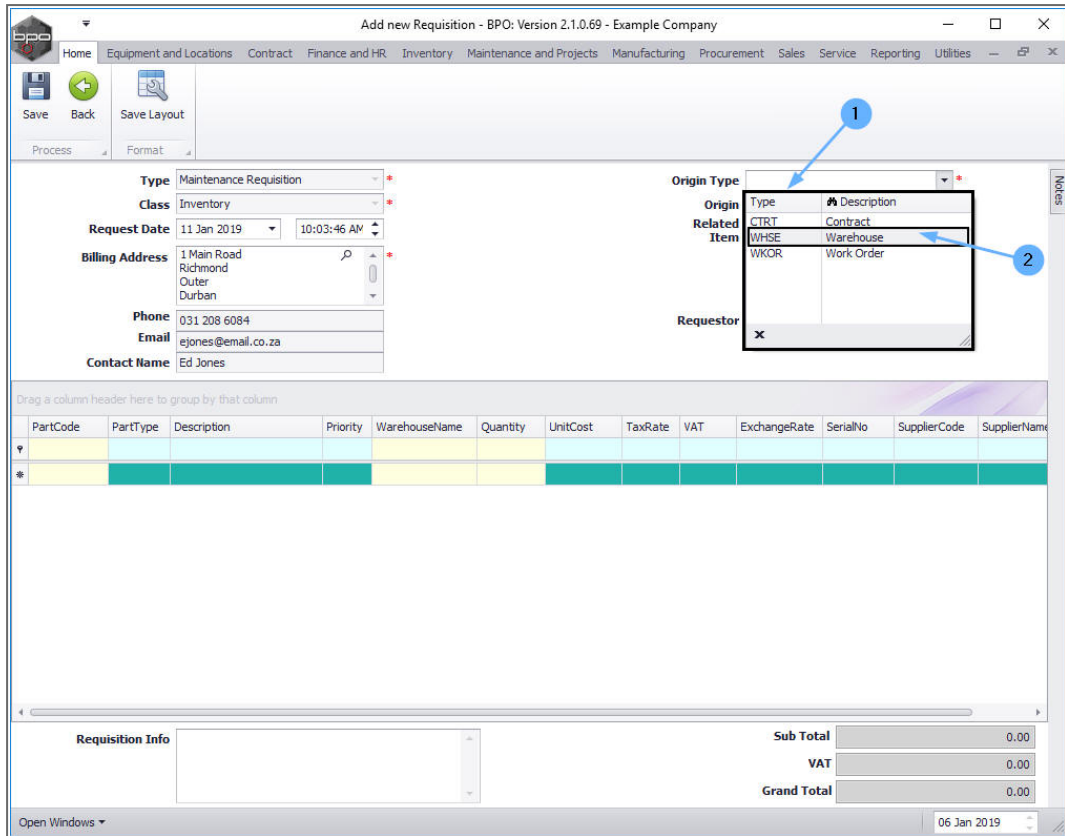 Add new Requisition - BPO: Version 2.1.0.69 - Example Company
bpo
Home Equipment and Locations Contract Finance and HR Inventory Maintenance and Projects Manufacturing Procurement Sales Service Reporting Utilities
Save Back Save Layout
Process Format
1
Type Maintenance Requisition * Origin Type *
Notes
Class Inventory * Origin Type Description
Request Date 11 Jan 2019 10:03:46 AM Related Item
CTRT Contract
WHSE Warehouse
WKOR Work Order
2
Billing Address 1 Main Road *
Richmond
Outer
Durban
Phone 031 208 6084 Requestor
Email ejones@email.co.za x
Contact Name Ed Jones
Drag a column header here to group by that column
PartCode PartType Description Priority WarehouseName Quantity UnitCost TaxRate VAT ExchangeRate SerialNo SupplierCode SupplierName
Requisition Info Sub Total 0.00
VAT 0.00
Grand Total 0.00
Open Windows 06 Jan 2019